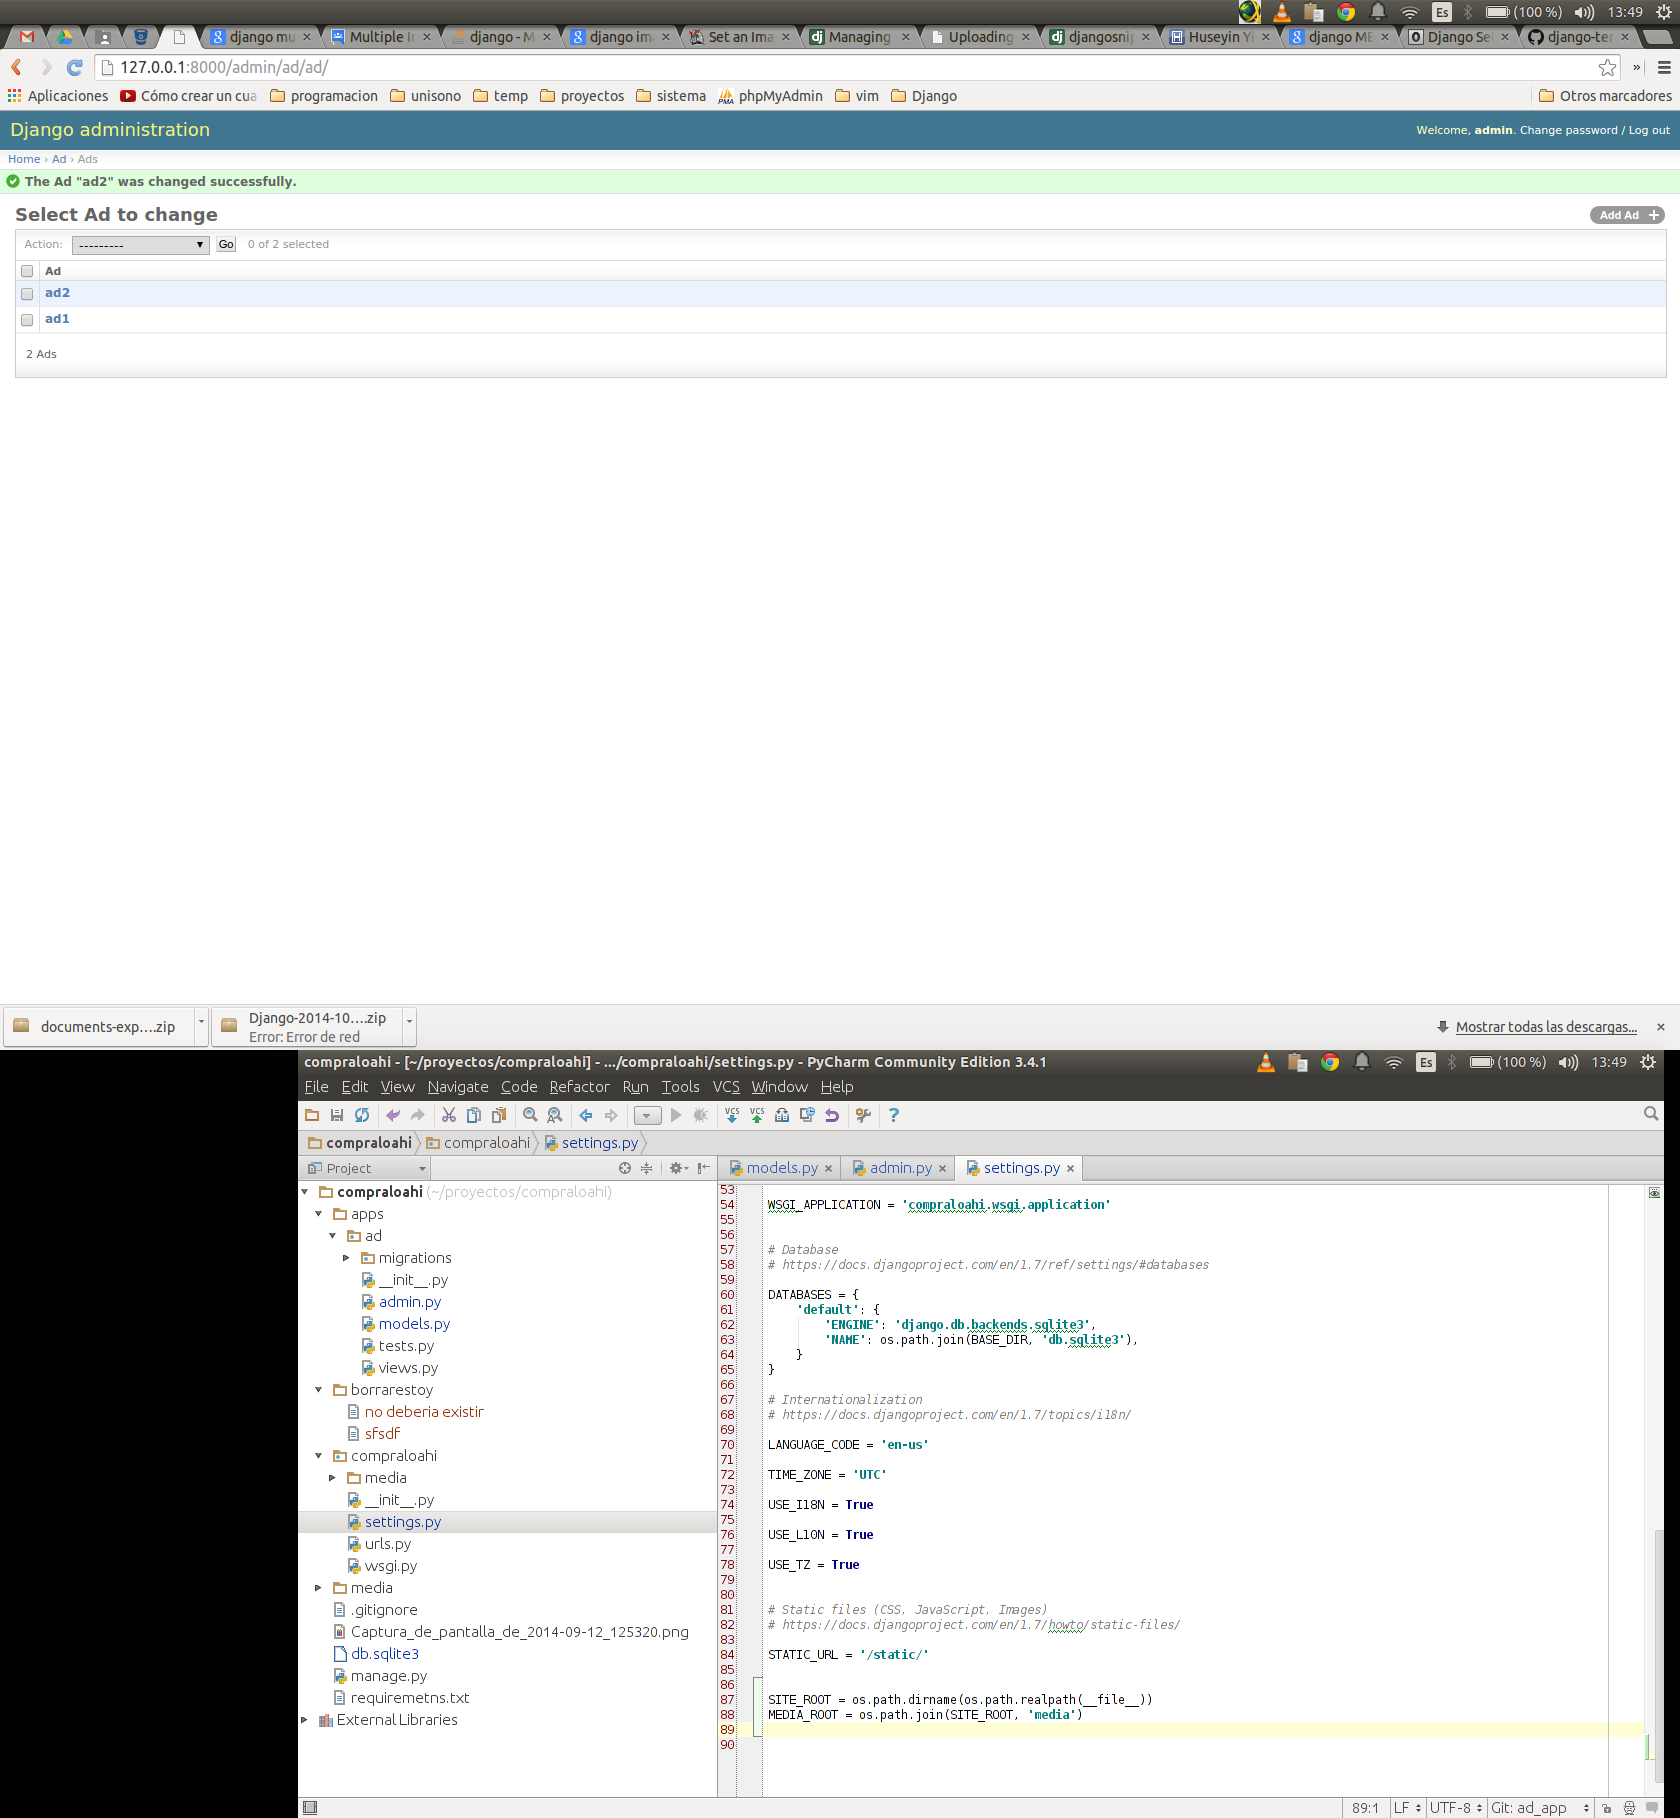 Es (100 %) 13:49
django mu Multiple Ir django - M django im Set an Ima Managing Uploading djangosnip Huseyin Yi django ME Django Se django-ter
127.0.0.1:8000/admin/ad/ad/
Aplicaciones Cómo crear un cua programacion unisono temp proyectos sistema phpMyAdmin vim Django Otros marcadores
Django administration
Welcome, admin. Change password / Log out
Home › Ad › Ads
The Ad "ad2" was changed successfully.
Select Ad to change
Add Ad +
Action: --------- Go 0 of 2 selected
Ad
ad2
ad1
2 Ads
documents-exp....zip
Django-2014-10....zip
Error: Error de red
Mostrar todas las descargas...
compraloahi - [~/proyectos/compraloahi] - .../compraloahi/settings.py - PyCharm Community Edition 3.4.1
Es (100 %) 13:49
File Edit View Navigate Code Refactor Run Tools VCS Window Help
VCS VCS
compraloahi compraloahi settings.py
Project
compraloahi (~/proyectos/compraloahi)
apps
ad
migrations
__init__.py
admin.py
models.py
tests.py
views.py
borrarestoy
no deberia existir
sfsdf
compraloahi
media
__init__.py
settings.py
urls.py
wsgi.py
media
.gitignore
Captura_de_pantalla_de_2014-09-12_125320.png
db.sqlite3
manage.py
requiremetns.txt
External Libraries
models.py admin.py settings.py
53
54 WSGI_APPLICATION = 'compraloahi.wsgi.application'
55
56
57 # Database
58 # https://docs.djangoproject.com/en/1.7/ref/settings/#databases
59
60 DATABASES = {
61 'default': {
62 'ENGINE': 'django.db.backends.sqlite3',
63 'NAME': os.path.join(BASE_DIR, 'db.sqlite3'),
64 }
65 }
66
67 # Internationalization
68 # https://docs.djangoproject.com/en/1.7/topics/i18n/
69
70 LANGUAGE_CODE = 'en-us'
71
72 TIME_ZONE = 'UTC'
73
74 USE_I18N = True
75
76 USE_L10N = True
77
78 USE_TZ = True
79
80
81 # Static files (CSS, JavaScript, Images)
82 # https://docs.djangoproject.com/en/1.7/howto/static-files/
83
84 STATIC_URL = '/static/'
85
86
87 SITE_ROOT = os.path.dirname(os.path.realpath(__file__))
88 MEDIA_ROOT = os.path.join(SITE_ROOT, 'media')
89
90
89:1 LF UTF-8 Git: ad_app